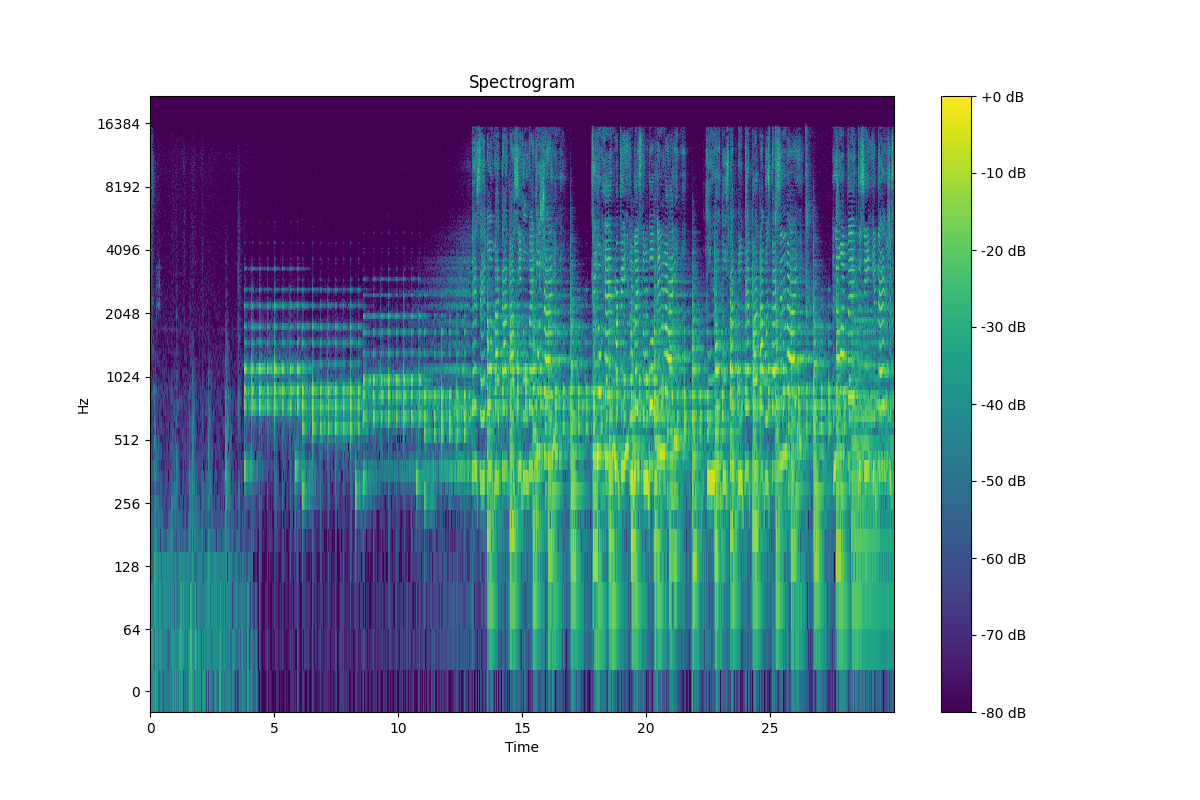 Spectrogram
+0 dB
16384
-10 dB
8192
-20 dB
4096
-30 dB
2048
Hz
1024
-40 dB
512
-50 dB
256
-60 dB
128
-70 dB
64
0
-80 dB
0 5 10 15 20 25
Time